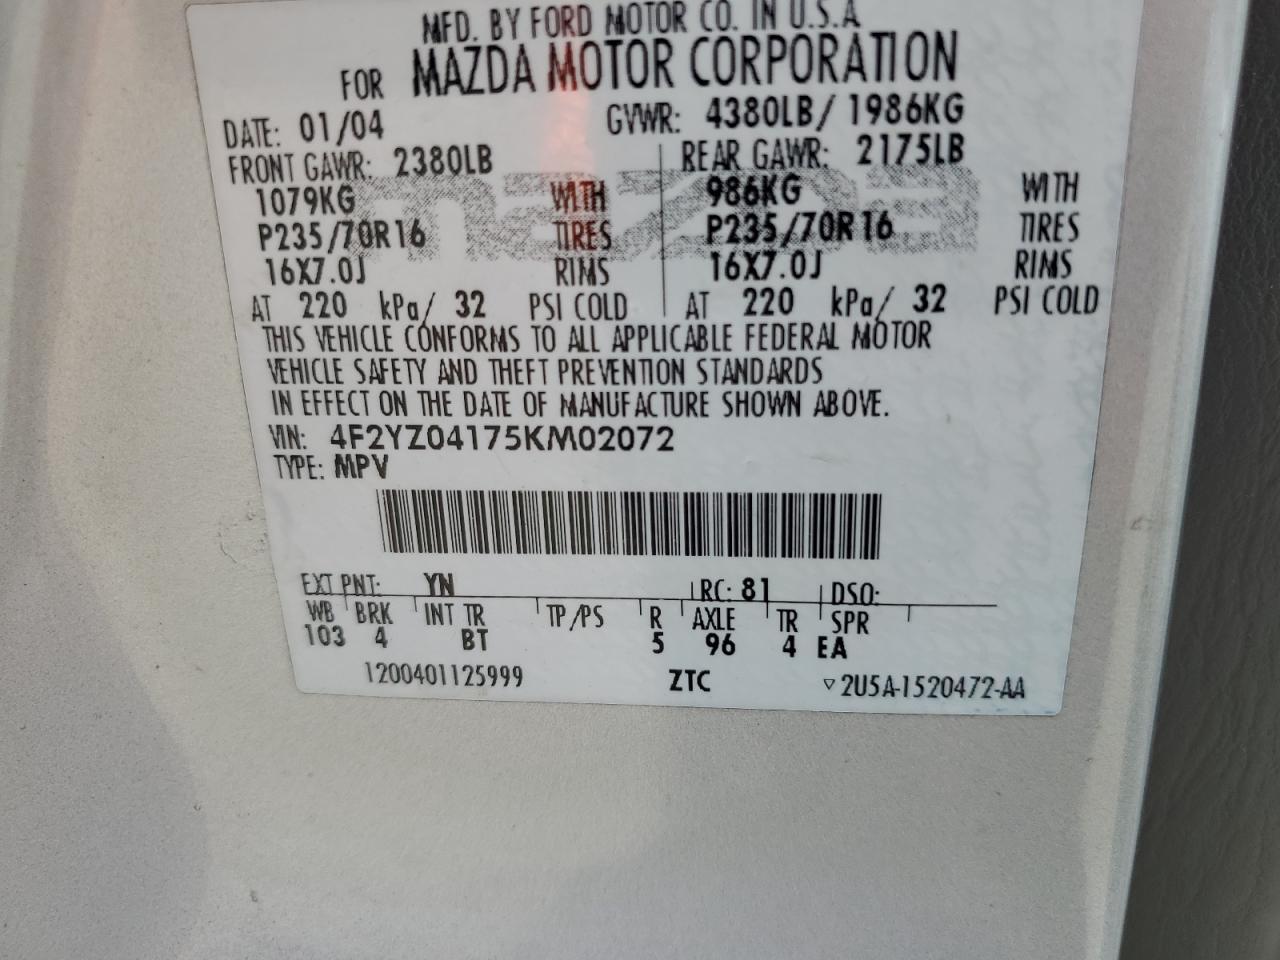 MFD. BY FORD MOTOR CO. IN U.S.A
FOR MAZDA MOTOR CORPORATION
DATE: 01/04 GVWR: 4380LB/ 1986KG
FRONT GAWR: 2380LB REAR GAWR: 2175LB
1079KG WITH 986KG WITH
P235/70R16 TIRES P235/70R16 TIRES
16X7.0J RIMS 16X7.0J RIMS
AT 220 kPa/ 32 PSI COLD AT 220 kPa/ 32 PSI COLD
THIS VEHICLE CONFORMS TO ALL APPLICABLE FEDERAL MOTOR
VEHICLE SAFETY AND THEFT PREVENTION STANDARDS
IN EFFECT ON THE DATE OF MANUFACTURE SHOWN ABOVE.
VIN: 4F2YZ04175KM02072
TYPE: MPV
EXT PNT: YN RC: 81 DSO:
WB BRK INT TR TP/PS R AXLE TR SPR
103 4 BT 5 96 4 EA
1200401125999 ZTC ▽2U5A-1520472-AA